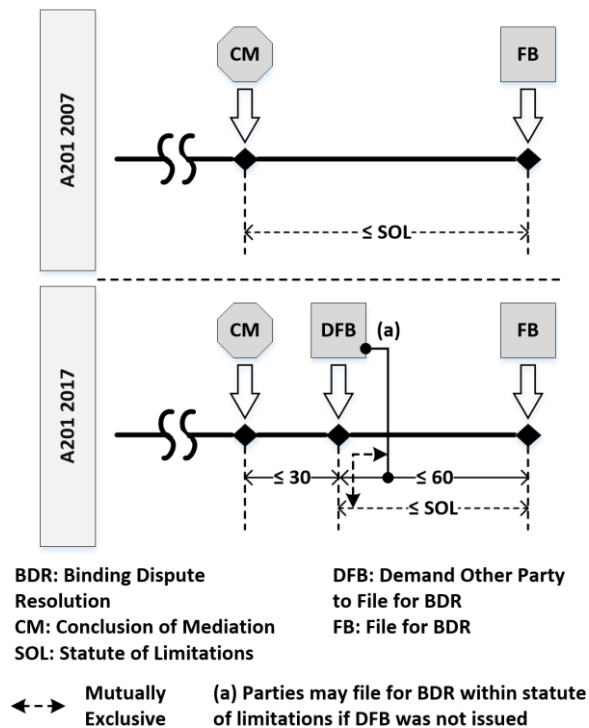 A201 2007
CM
FB
≤ SOL
A201 2017
CM
DFB
(a)
FB
≤ 30
≤ 60
≤ SOL
BDR: Binding Dispute
Resolution
CM: Conclusion of Mediation
SOL: Statute of Limitations
DFB: Demand Other Party
to File for BDR
FB: File for BDR
Mutually
Exclusive
(a) Parties may file for BDR within statute
of limitations if DFB was not issued